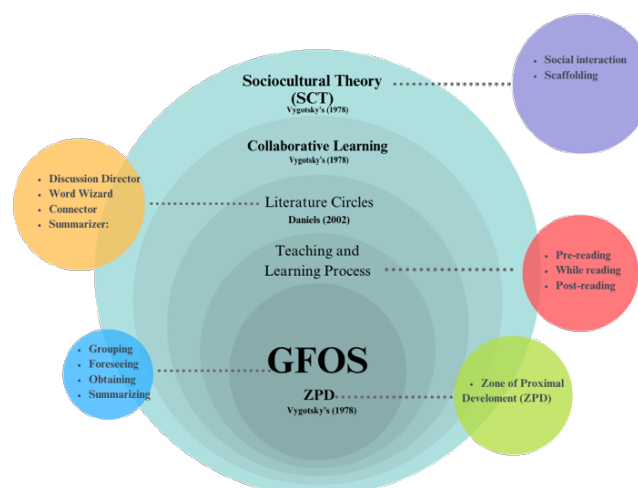 Sociocultural Theory
(SCT)
Vygotsky's (1978)
• Social interaction
• Scaffolding
Collaborative Learning
Vygotsky's (1978)
• Discussion Director
• Word Wizard
• Connector
• Summarizer:
Literature Circles
Daniels (2002)
Teaching and
Learning Process
• Pre-reading
• While reading
• Post-reading
• Grouping
• Foreseeing
• Obtaining
• Summarizing
GFOS
ZPD
Vygotsky's (1978)
• Zone of Proximal
Develoment (ZPD)